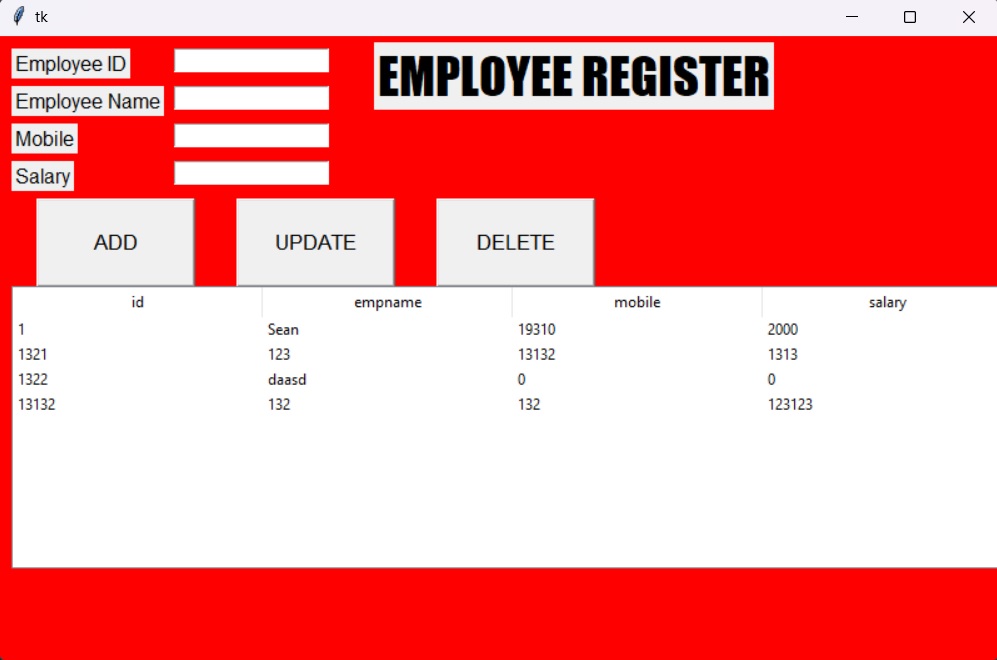 tk
Employee ID
EMPLOYEE REGISTER
Employee Name
Mobile
Salary
ADD UPDATE DELETE
id empname mobile salary
1 Sean 19310 2000
1321 123 13132 1313
1322 daasd 0 0
13132 132 132 123123